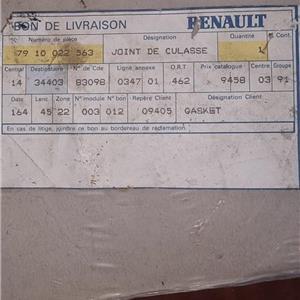 BON DE LIVRAISON RENAULT
Numéro de pièce Désignation Quantité M. Cont.
79 10 022 563 JOINT DE CULASSE 1
Central Destinataire N° de Cde Ligne annexe O.R.T Prix catalogue Centre Groupe
14 34403 83098 0347 01 .462 9458 03 91
Date Lanc. Zone N° module N° bon Repère Client Désignation Client
164 45 22 003 012 09405 GASKET
En cas de litige, joindre ce bon au bordereau de réclamation